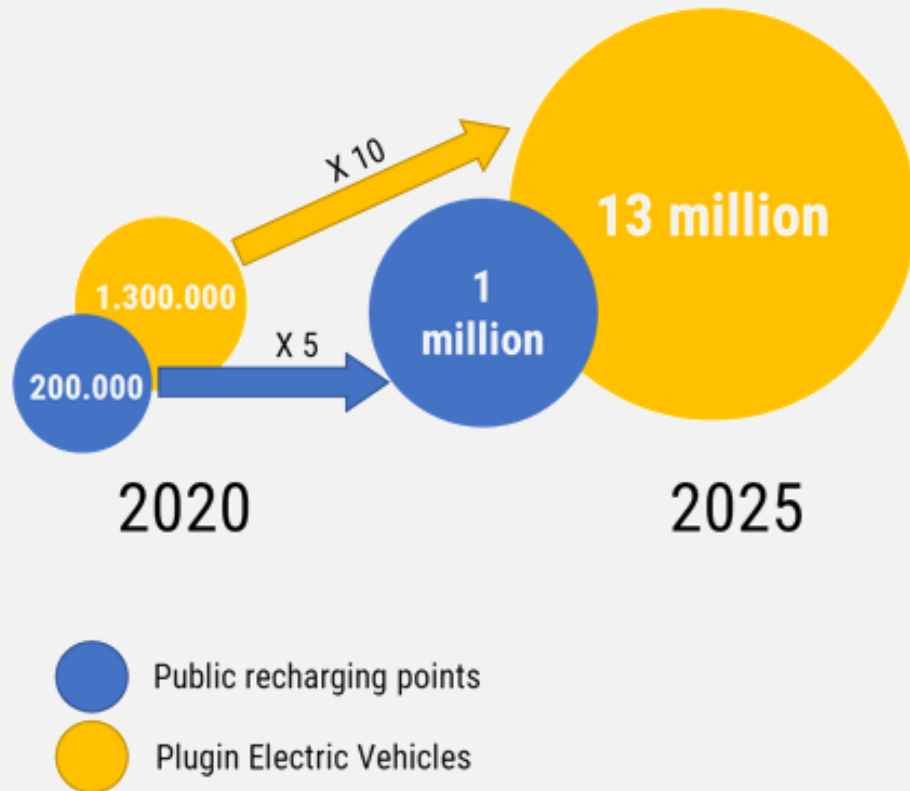 X 10
13 million
1.300.000
1
million
X 5
200.000
2020
2025
Public recharging points
Plugin Electric Vehicles